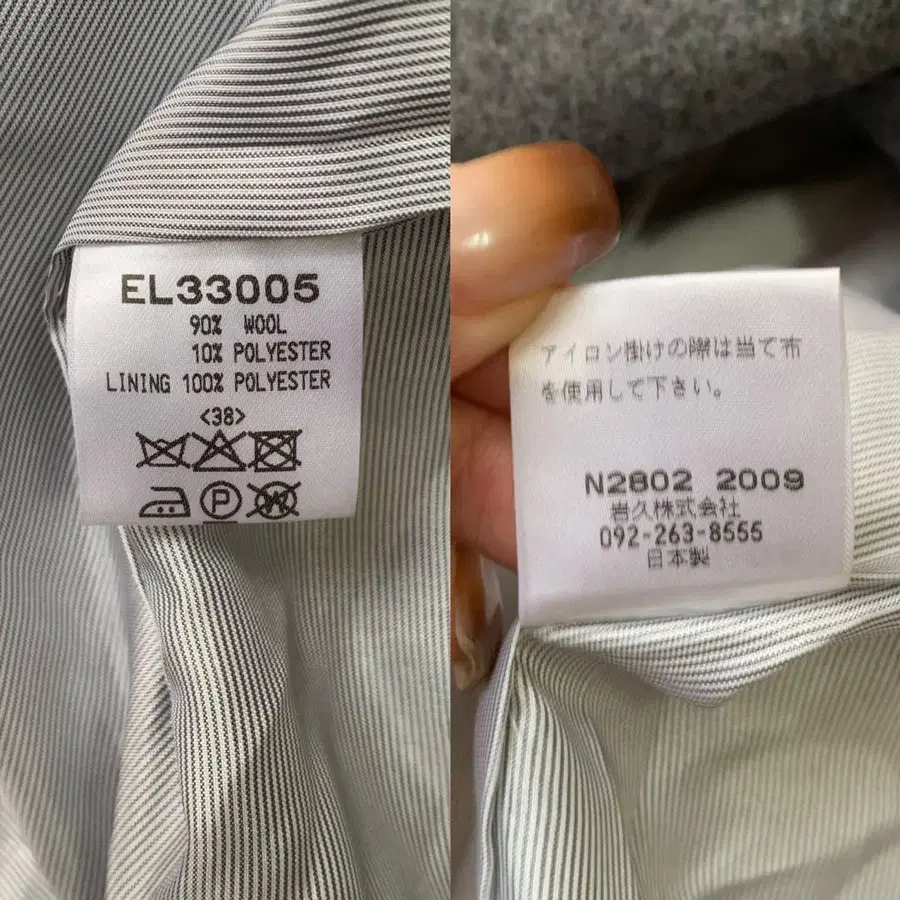 EL33005
90% WOOL
10% POLYESTER
LINING 100% POLYESTER
<38>
P
W
アイロン掛けの際は当て布
を使用して下さい。
N2802 2009
岩久株式会社
092-263-8555
日本製